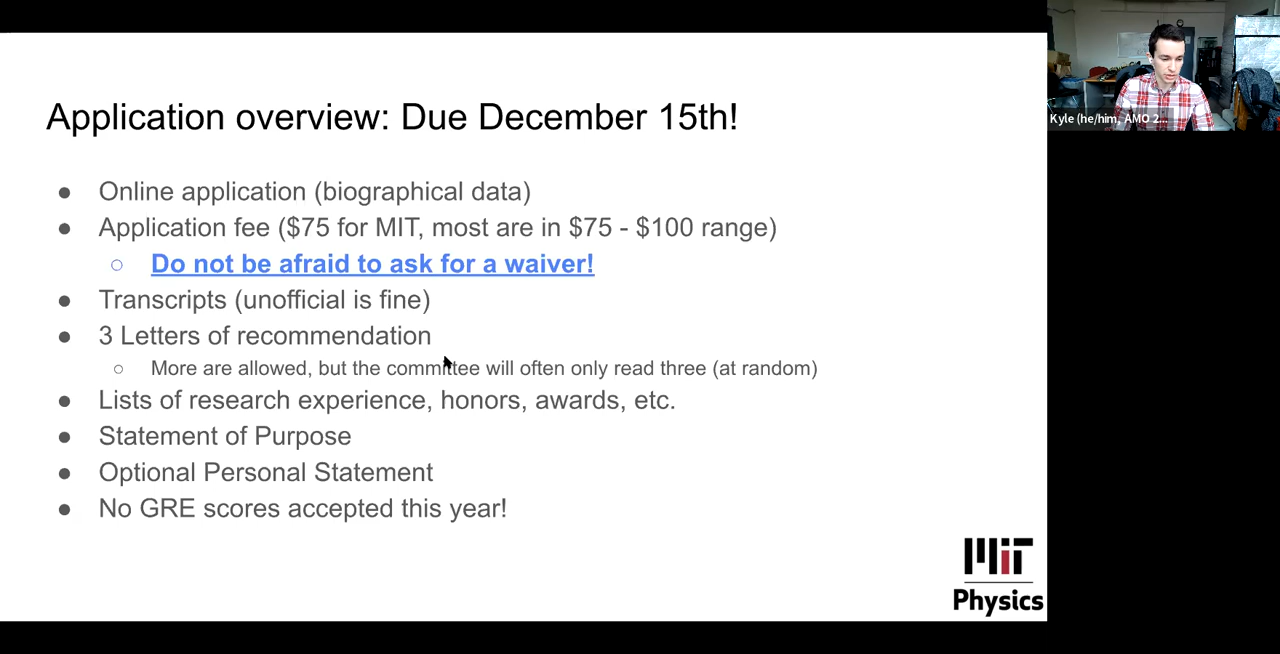 Application overview: Due December 15th!
● Online application (biographical data)
● Application fee ($75 for MIT, most are in $75 - $100 range)
○ Do not be afraid to ask for a waiver!
● Transcripts (unofficial is fine)
● 3 Letters of recommendation
○ More are allowed, but the committee will often only read three (at random)
● Lists of research experience, honors, awards, etc.
● Statement of Purpose
● Optional Personal Statement
● No GRE scores accepted this year!
MIT
Physics
Kyle (he/him, AMO 2...